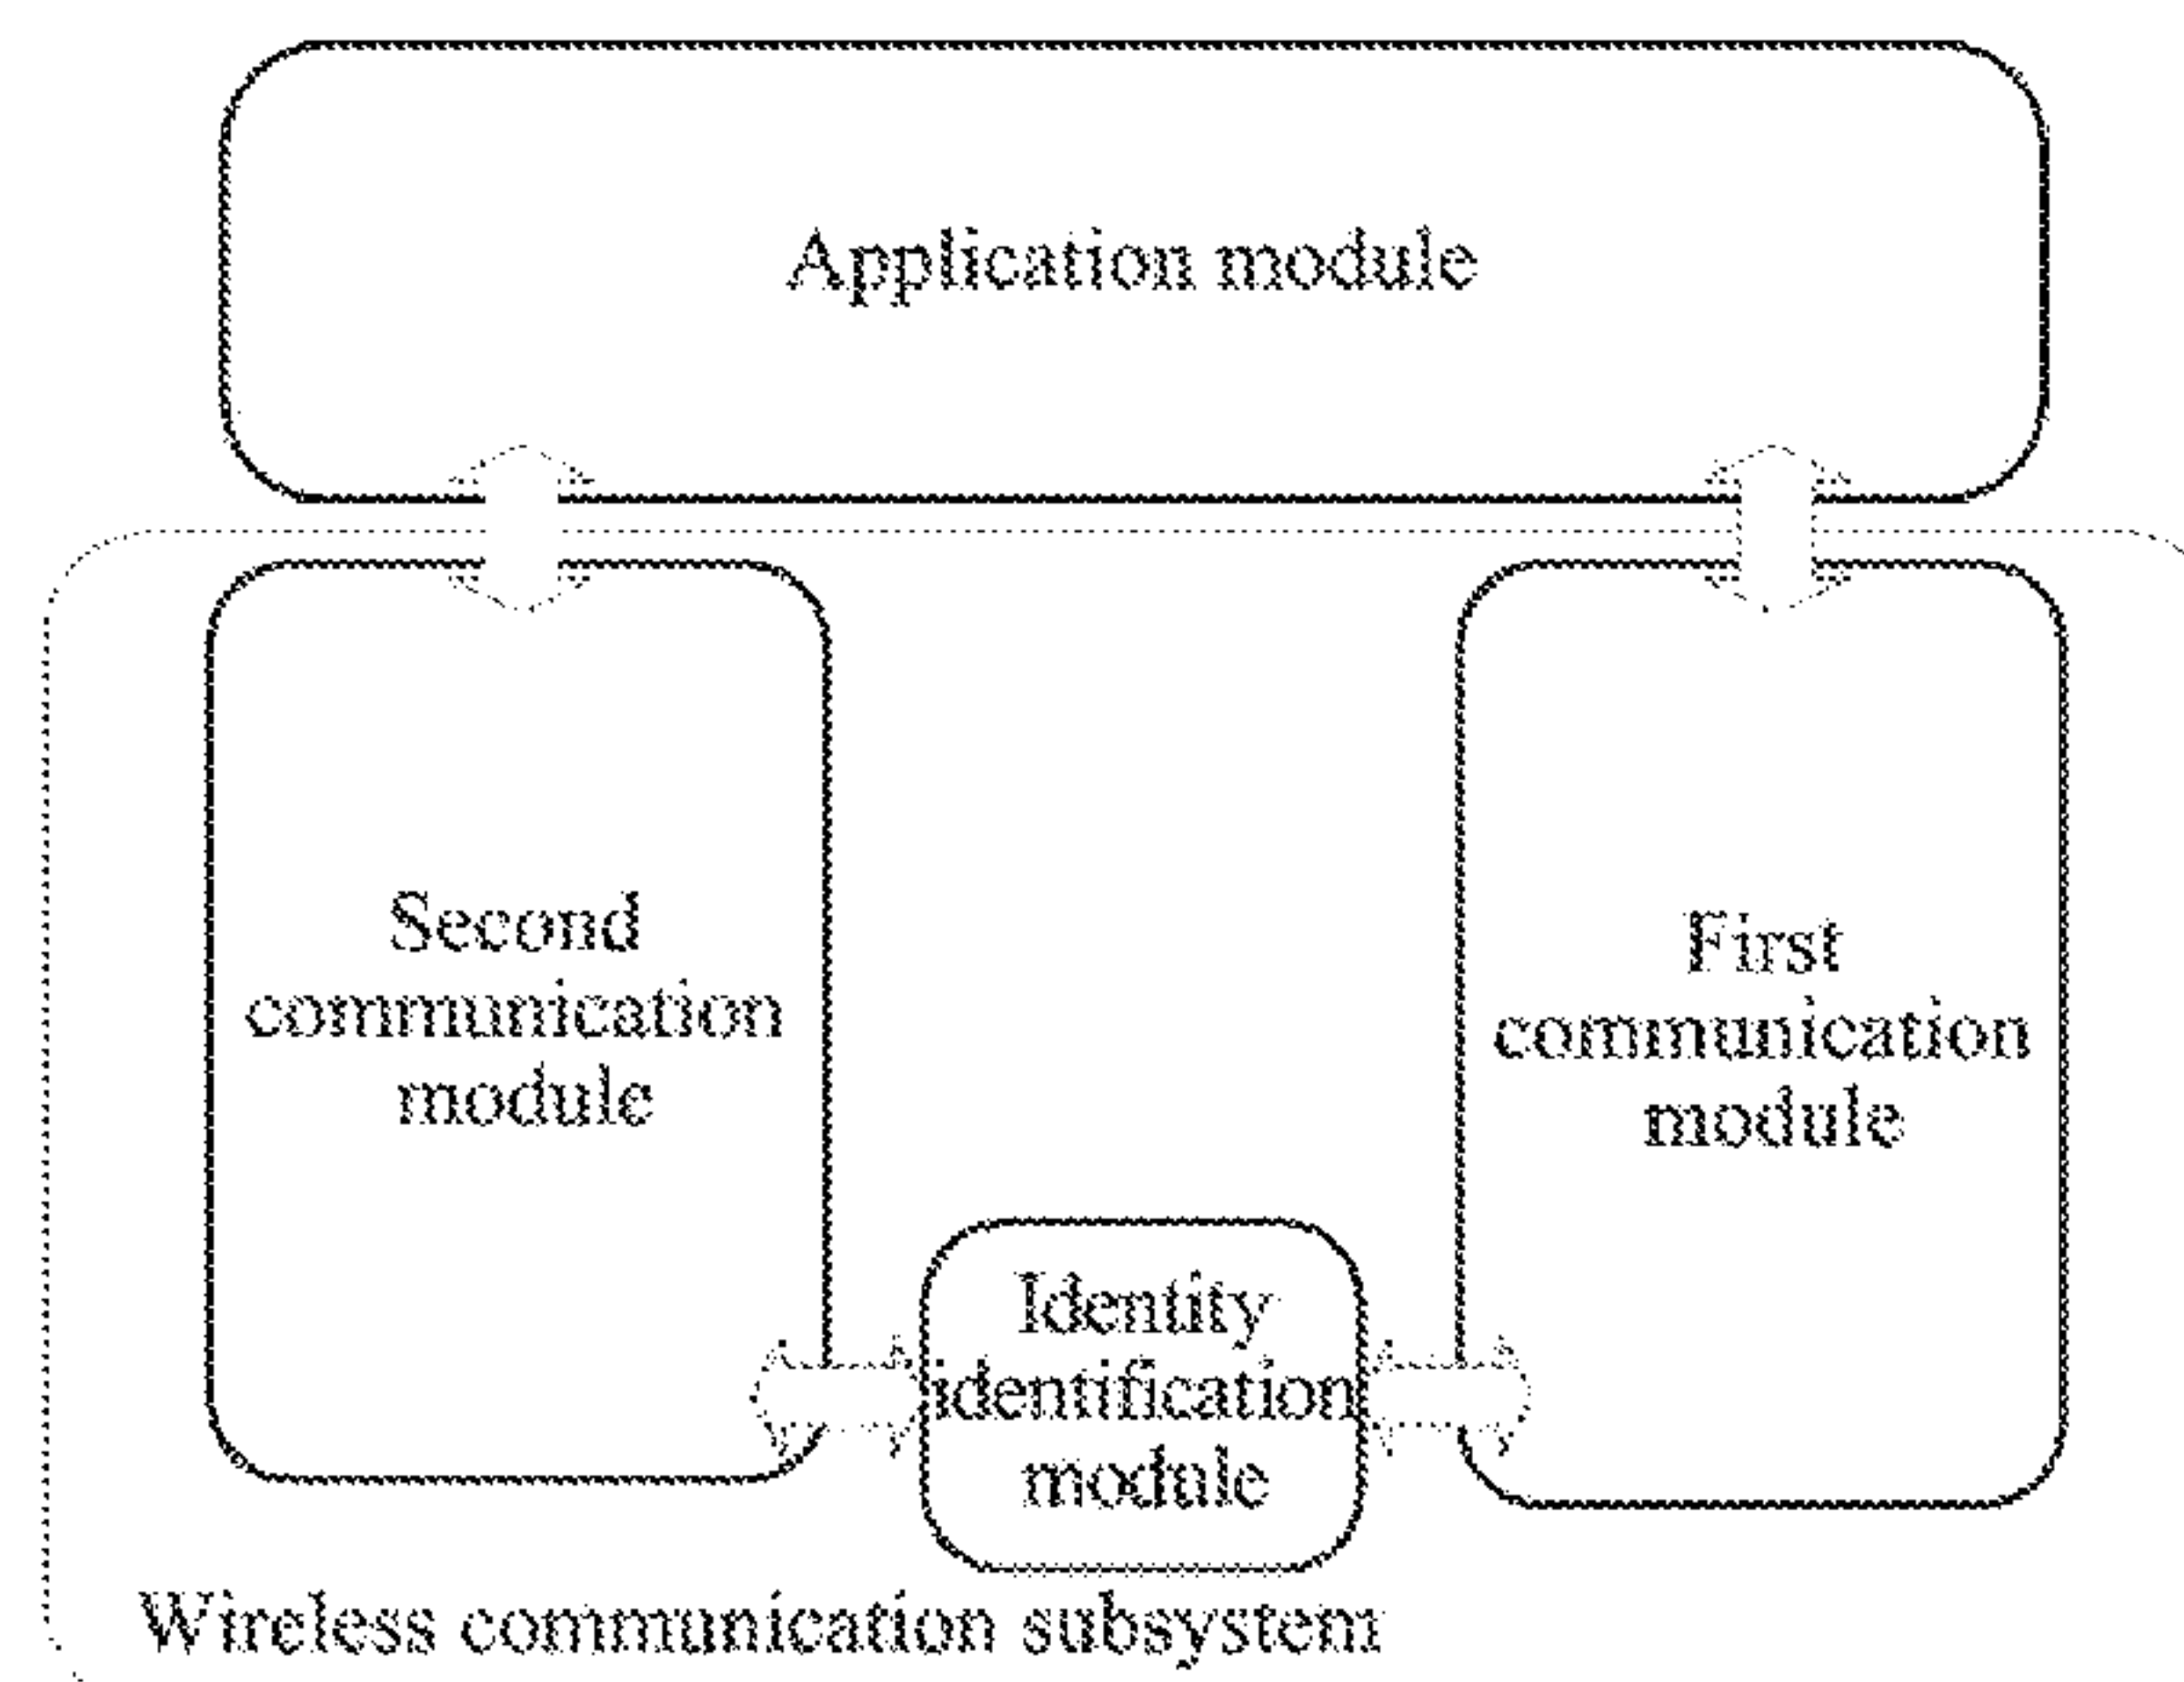 Application module
Second
communication
module
First
communication
module
Identity
identification
module
Wireless communication subsystem